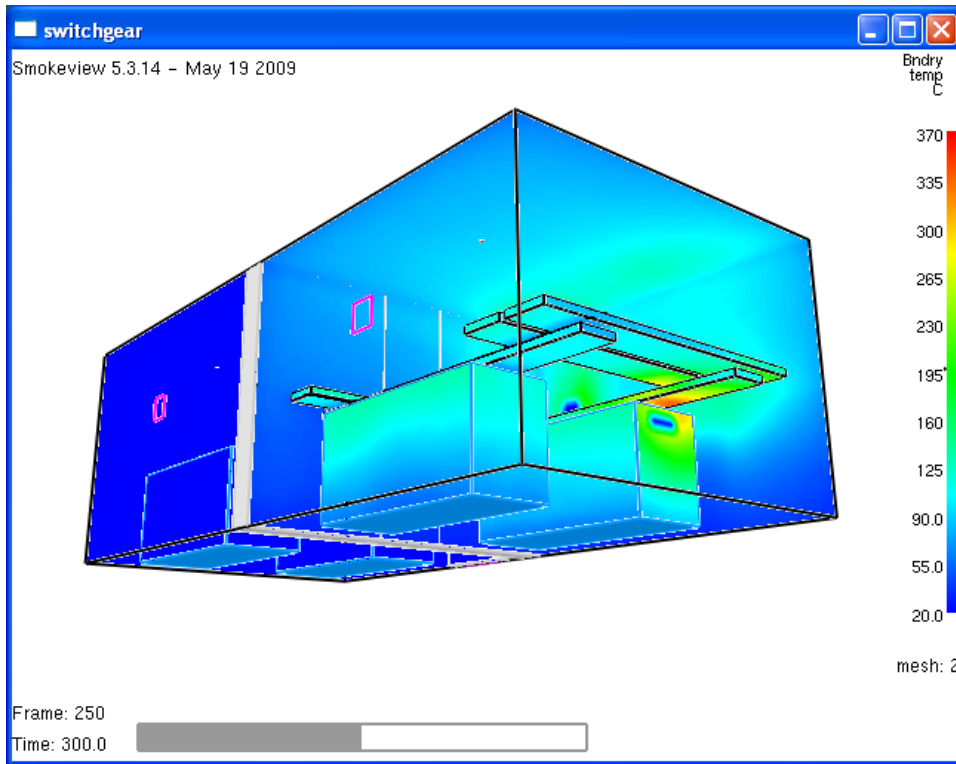 switchgear
Smokeview 5.3.14 – May 19 2009
Bndry
temp
C
370
335
300
265
230
195*
160
125
90.0
55.0
20.0
mesh: 2
Frame: 250
Time: 300.0